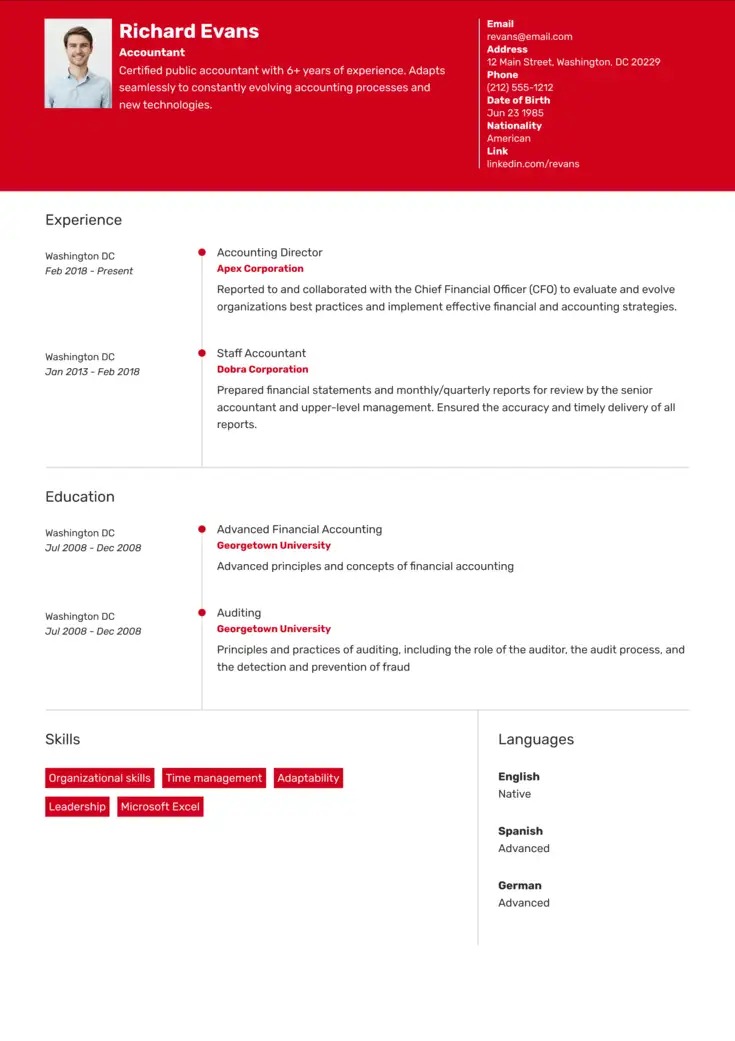 Richard Evans
Accountant
Certified public accountant with 6+ years of experience. Adapts
seamlessly to constantly evolving accounting processes and
new technologies.
Email
revans@email.com
Address
12 Main Street, Washington, DC 20229
Phone
(212) 555-1212
Date of Birth
Jun 23 1985
Nationality
American
Link
linkedin.com/revans
Experience
Washington DC
Feb 2018 - Present
Accounting Director
Apex Corporation
Reported to and collaborated with the Chief Financial Officer (CFO) to evaluate and evolve
organizations best practices and implement effective financial and accounting strategies.
Washington DC
Jan 2013 - Feb 2018
Staff Accountant
Dobra Corporation
Prepared financial statements and monthly/quarterly reports for review by the senior
accountant and upper-level management. Ensured the accuracy and timely delivery of all
reports.
Education
Washington DC
Jul 2008 - Dec 2008
Advanced Financial Accounting
Georgetown University
Advanced principles and concepts of financial accounting
Washington DC
Jul 2008 - Dec 2008
Auditing
Georgetown University
Principles and practices of auditing, including the role of the auditor, the audit process, and
the detection and prevention of fraud
Skills
Organizational skills Time management Adaptability
Leadership Microsoft Excel
Languages
English
Native
Spanish
Advanced
German
Advanced